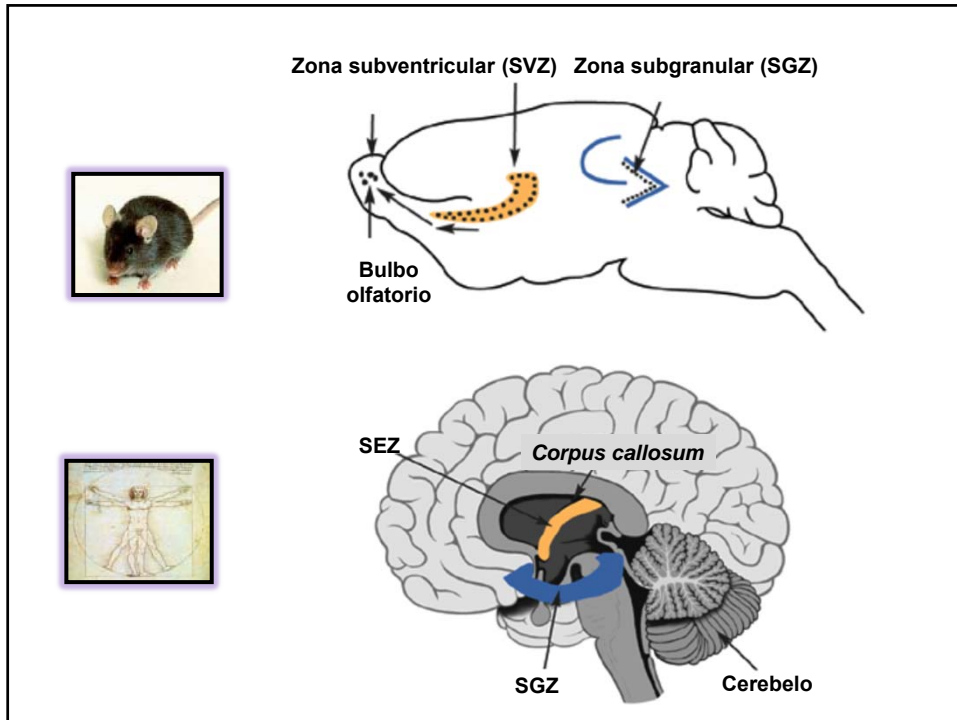 Zona subventricular (SVZ) Zona subgranular (SGZ)
Bulbo
olfatorio
SEZ
Corpus callosum
SGZ
Cerebelo